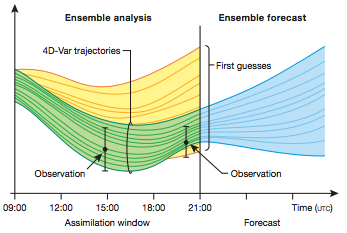 Ensemble analysis
Ensemble forecast
4D-Var trajectories
First guesses
Observation
Observation
09:00
12:00
15:00
18:00
21:00
Time (UTC)
Assimilation window
Forecast